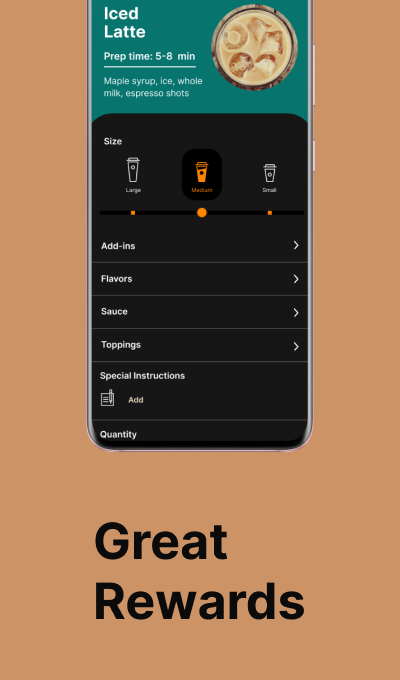 Iced
Latte
Prep time: 5-8 min
Maple syrup, ice, whole
milk, espresso shots
Size
Large
Medium
Small
Add-ins
Flavors
Sauce
Toppings
Special Instructions
Add
Quantity
Great
Rewards